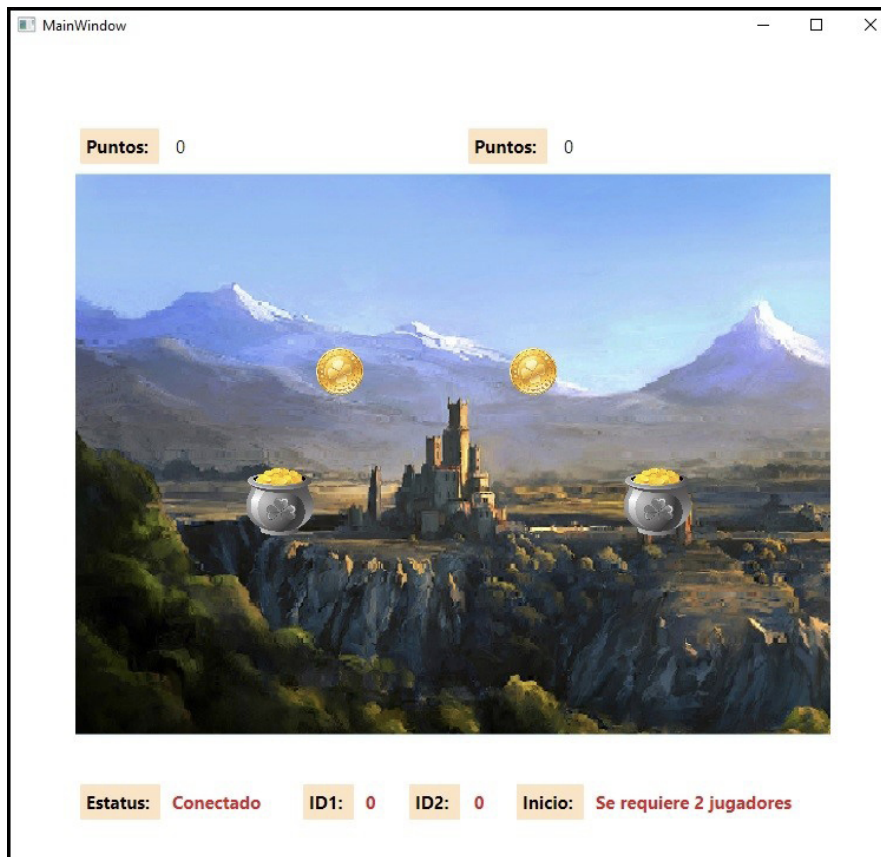 MainWindow
Puntos: 0 Puntos: 0
Estatus: Conectado ID1: 0 ID2: 0 Inicio: Se requiere 2 jugadores